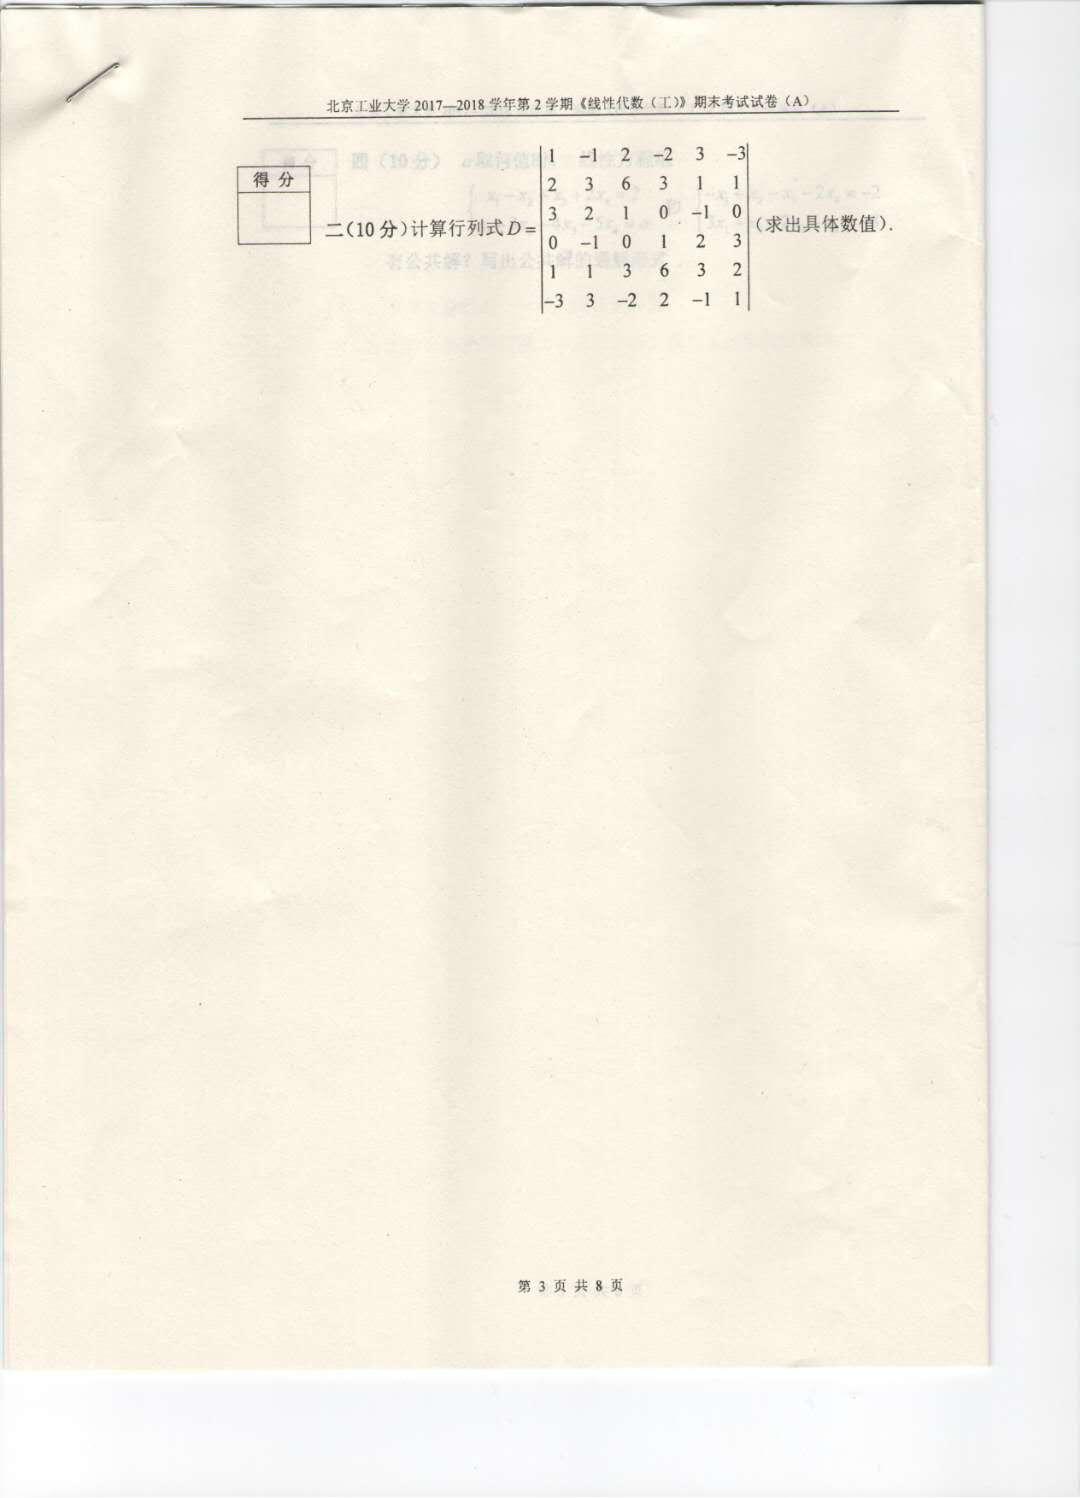 北京工业大学 2017—2018 学年第 2 学期《线性代数（工）》期末考试试卷（A）
得 分
二(10 分)计算行列式D=
1 −1 2 −2 3 −3
2 3 6 3 1 1
3 2 1 0 −1 0
0 −1 0 1 2 3
1 1 3 6 3 2
−3 3 −2 2 −1 1
(求出具体数值).
第 3 页 共 8 页